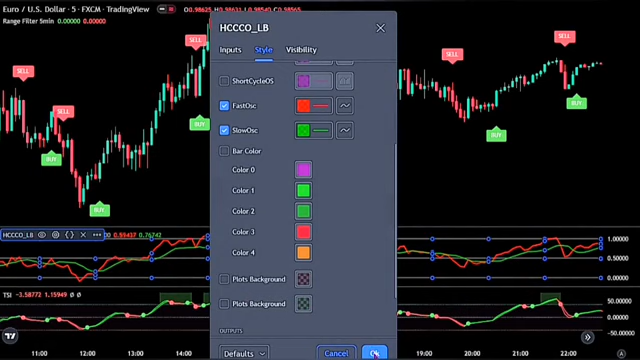 Euro / U.S. Dollar · 5 · FXCM · TradingView
Range Filter 5min 0.00000 0.00000
HCCCO_LB
Inputs
Style
Visibility
ShortCycleOS
FastOsc
SlowOsc
Bar Color
Color 0
Color 1
Color 2
Color 3
Color 4
Plots Background
Plots Background
OUTPUTS
Defaults
Cancel
Ok
SELL
SELL
SELL
SELL
SELL
BUY
BUY
BUY
BUY
BUY
HCCCO_LB
0.59437 0.76742
1.00000
0.50000
0.00000
TSI -3.58772 1.15949
50.00000
0.00000
-50.00000
11:00
12:00
13:00
14:00
19:00
20:00
21:00
22:00